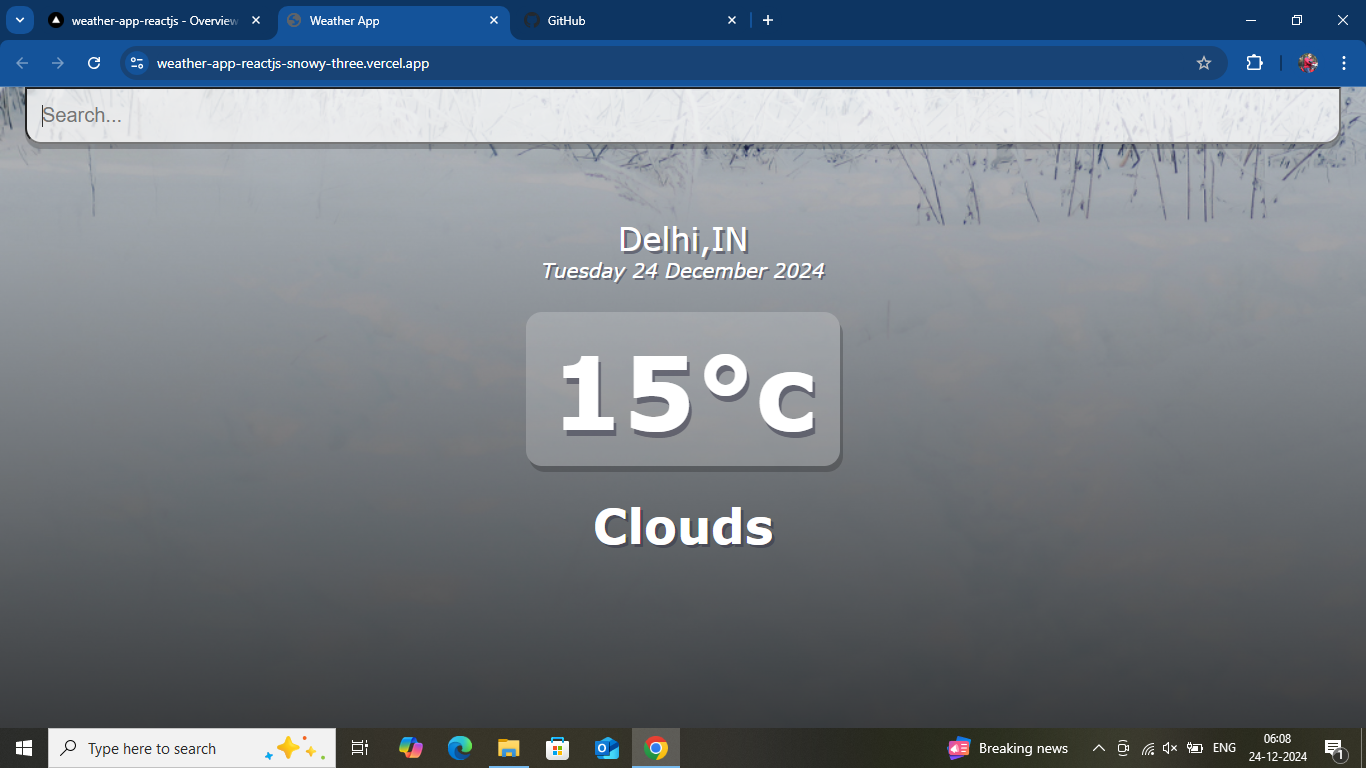 weather-app-reactjs - Overview
Weather App
GitHub
weather-app-reactjs-snowy-three.vercel.app
Search...
Delhi,IN
Tuesday 24 December 2024
15°c
Clouds
Type here to search
Breaking news
ENG
06:08
24-12-2024
1